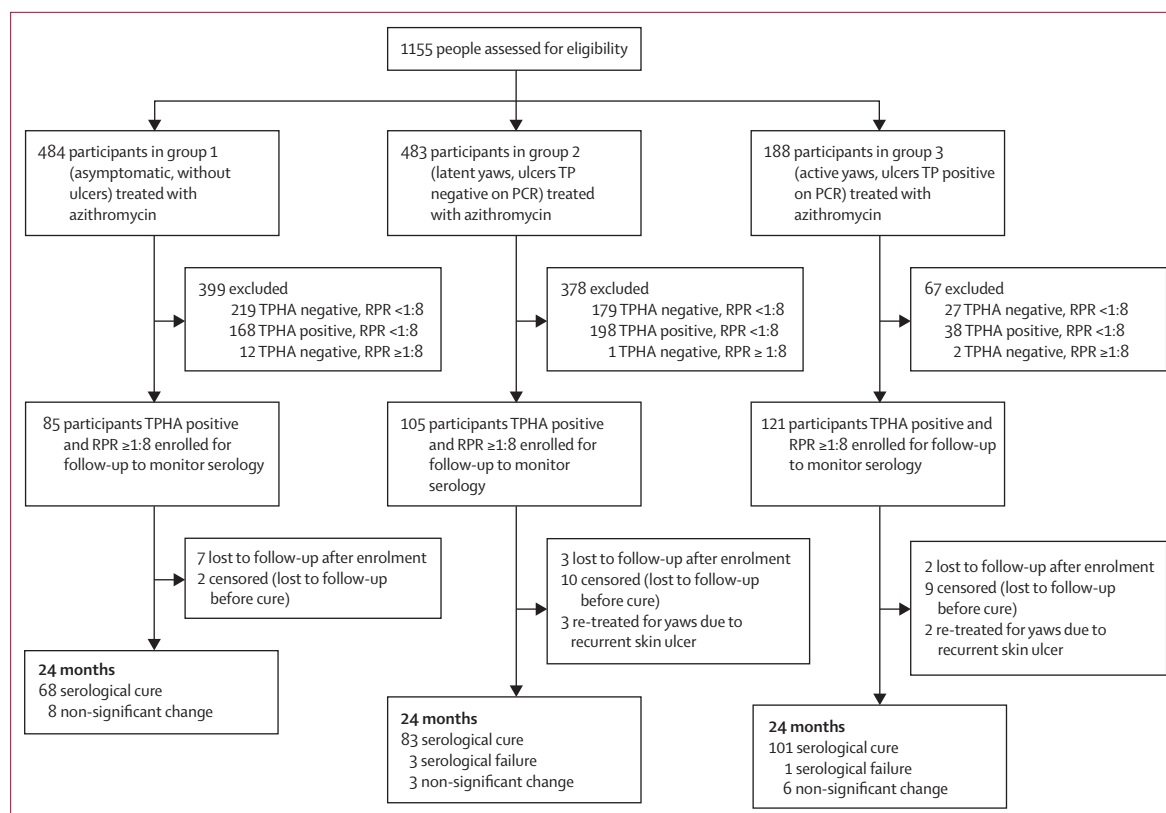 1155 people assessed for eligibility
484 participants in group 1
(asymptomatic, without
ulcers) treated with
azithromycin
483 participants in group 2
(latent yaws, ulcers TP
negative on PCR) treated
with azithromycin
188 participants in group 3
(active yaws, ulcers TP positive
on PCR) treated with
azithromycin
399 excluded
219 TPHA negative, RPR <1:8
168 TPHA positive, RPR <1:8
12 TPHA negative, RPR ≥1:8
378 excluded
179 TPHA negative, RPR <1:8
198 TPHA positive, RPR <1:8
1 TPHA negative, RPR ≥ 1:8
67 excluded
27 TPHA negative, RPR <1:8
38 TPHA positive, RPR <1:8
2 TPHA negative, RPR ≥1:8
85 participants TPHA positive
and RPR ≥1:8 enrolled for
follow-up to monitor serology
105 participants TPHA positive
and RPR ≥1:8 enrolled for
follow-up to monitor
serology
121 participants TPHA positive and
RPR ≥1:8 enrolled for follow-up
to monitor serology
7 lost to follow-up after enrolment
2 censored (lost to follow-up
before cure)
3 lost to follow-up after enrolment
10 censored (lost to follow-up
before cure)
3 re-treated for yaws due to
recurrent skin ulcer
2 lost to follow-up after enrolment
9 censored (lost to follow-up
before cure)
2 re-treated for yaws due to
recurrent skin ulcer
24 months
68 serological cure
8 non-significant change
24 months
83 serological cure
3 serological failure
3 non-significant change
24 months
101 serological cure
1 serological failure
6 non-significant change